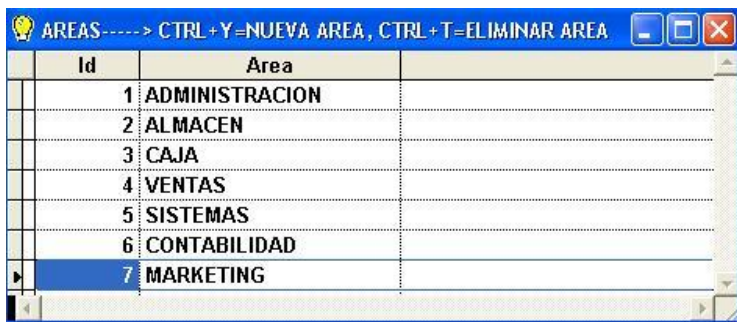 AREAS-----> CTRL+Y=NUEVA AREA, CTRL+T=ELIMINAR AREA
Id Area
1 ADMINISTRACION
2 ALMACEN
3 CAJA
4 VENTAS
5 SISTEMAS
6 CONTABILIDAD
7 MARKETING